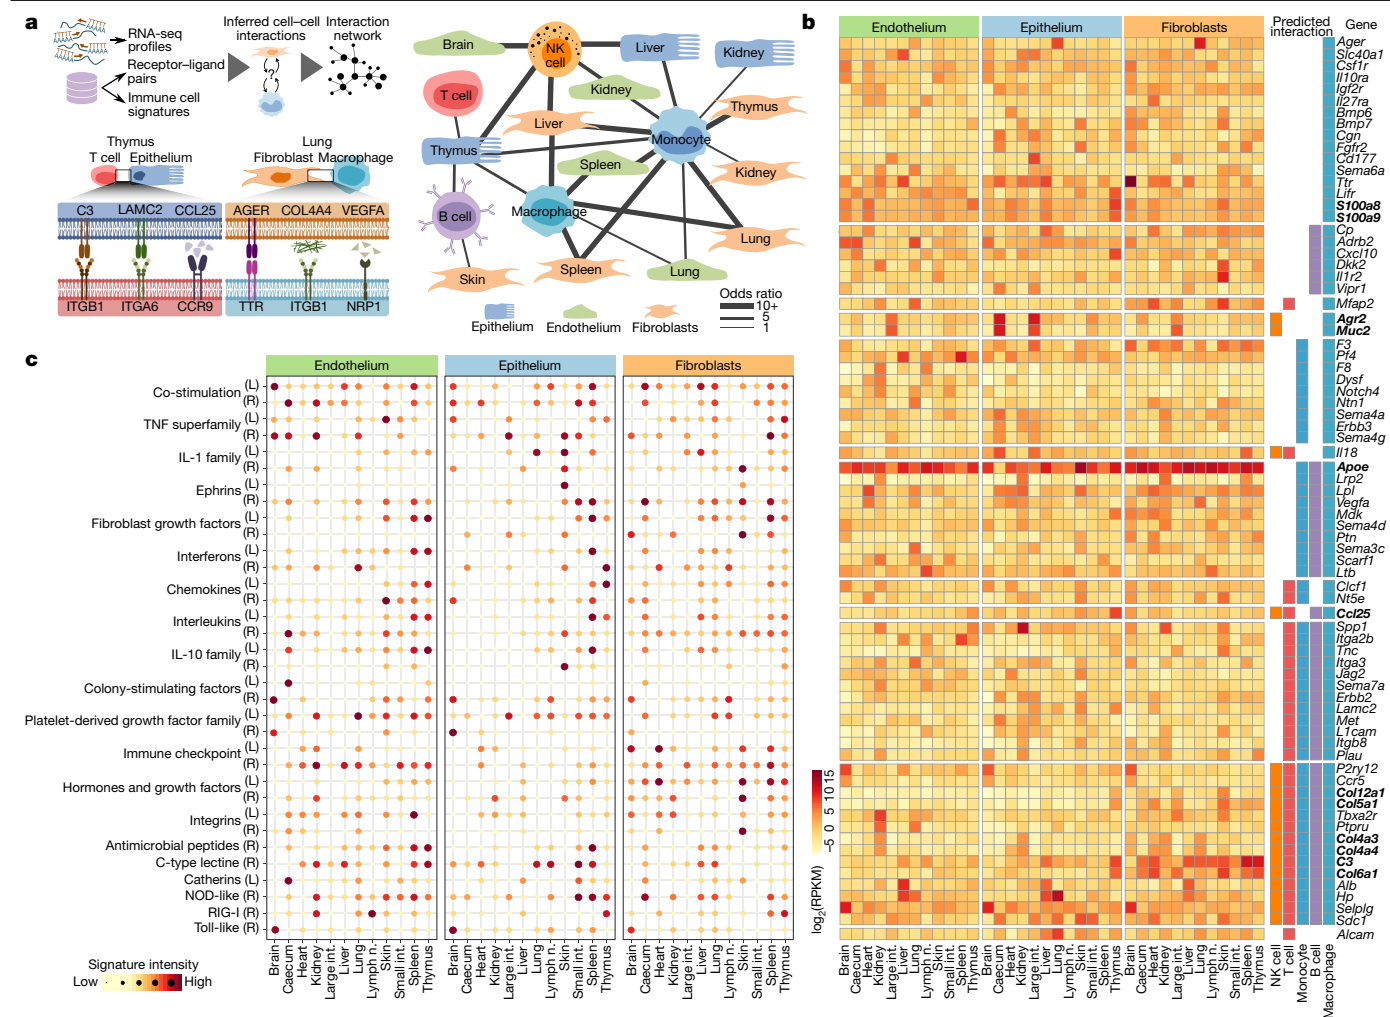 a
RNA-seq
profiles
Receptor–ligand
pairs
Immune cell
signatures
Inferred cell–cell
interactions
?
Interaction
network
Thymus
T cell Epithelium
Lung
Fibroblast Macrophage
C3 LAMC2 CCL25
ITGB1 ITGA6 CCR9
AGER COL4A4 VEGFA
TTR ITGB1 NRP1
Brain
NK
cell
Liver
Kidney
T cell
Kidney
Thymus
Liver
Monocyte
Thymus
Spleen
Kidney
B cell
Macrophage
Lung
Skin
Spleen
Lung
Epithelium
Endothelium
Fibroblasts
Odds ratio
10+
5
1
b
Endothelium
Epithelium
Fibroblasts
Predicted
interaction
Gene
Ager
Slc40a1
Csf1r
Il10ra
Igf2r
Il27ra
Bmp6
Bmp7
Cgn
Fgfr2
Cd177
Sema6a
Ttr
Lifr
S100a8
S100a9
Cp
Adrb2
Cxcl10
Dkk2
Il1r2
Vipr1
Mfap2
Agr2
Muc2
F3
Pf4
F8
Dysf
Notch4
Ntn1
Sema4a
Erbb3
Sema4g
Il18
Apoe
Lrp2
Lpl
Vegfa
Mdk
Sema4d
Ptn
Sema3c
Scarf1
Ltb
Clcf1
Nt5e
Ccl25
Spp1
Itga2b
Tnc
Itga3
Jag2
Sema7a
Erbb2
Lamc2
Met
L1cam
Itgb8
Plau
P2ry12
Ccr5
Col12a1
Col5a1
Tbxa2r
Ptpru
Col4a3
Col4a4
C3
Col6a1
Alb
Hp
Selplg
Sdc1
Alcam
log2(RPKM)
−5 0 5 10 15
Brain Caecum Heart Kidney Large int. Liver Lung Lymph n. Skin Small int. Spleen Thymus
Brain Caecum Heart Kidney Large int. Liver Lung Skin Small int. Spleen Thymus
Brain Caecum Heart Kidney Large int. Liver Lung Lymph n. Skin Small int. Spleen Thymus
NK cell T cell Monocyte B cell Macrophage
c
Endothelium
Epithelium
Fibroblasts
Co-stimulation (L)
(R)
TNF superfamily (L)
(R)
IL-1 family (L)
(R)
Ephrins (L)
(R)
Fibroblast growth factors (L)
(R)
Interferons (L)
(R)
Chemokines (L)
(R)
Interleukins (L)
(R)
IL-10 family (L)
(R)
Colony-stimulating factors (L)
(R)
Platelet-derived growth factor family (L)
(R)
Immune checkpoint (L)
(R)
Hormones and growth factors (L)
(R)
Integrins (L)
(R)
Antimicrobial peptides (R)
C-type lectine (R)
Catherins (L)
NOD-like (R)
RIG-I (R)
Toll-like (R)
Brain Caecum Heart Kidney Large int. Liver Lung Lymph n. Skin Small int. Spleen Thymus
Brain Caecum Heart Kidney Large int. Liver Lung Skin Small int. Spleen Thymus
Brain Caecum Heart Kidney Large int. Liver Lung Lymph n. Skin Small int. Spleen Thymus
Signature intensity
Low High